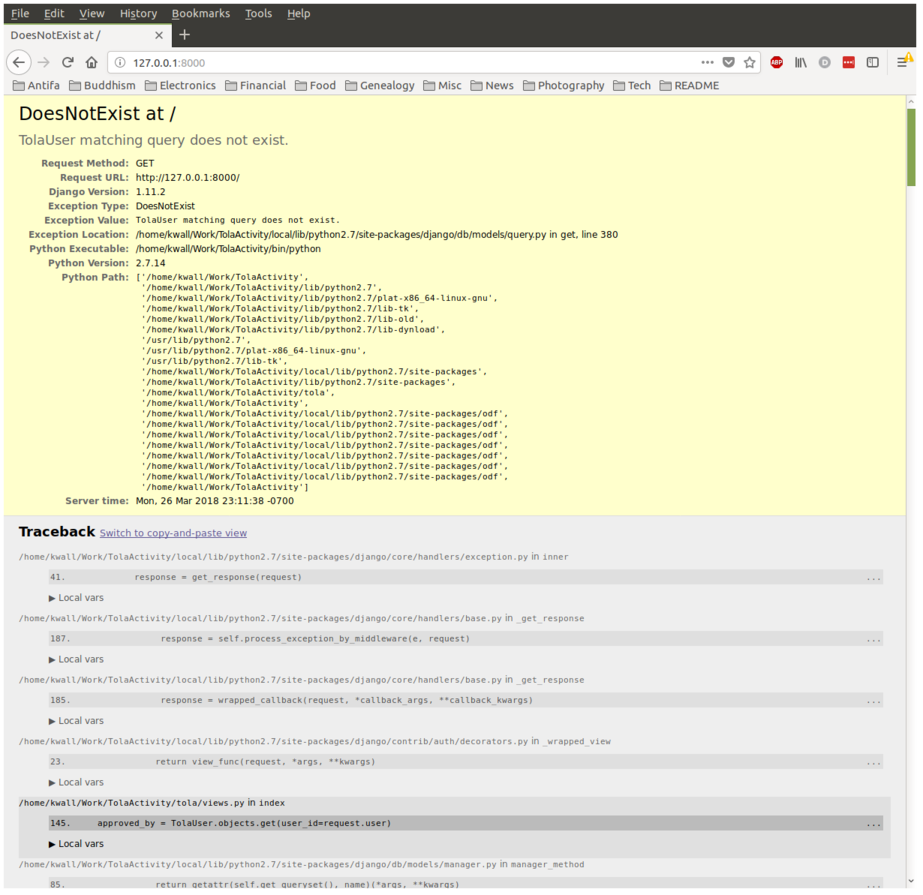 File Edit View History Bookmarks Tools Help
DoesNotExist at / × +
127.0.0.1:8000
ABP D
Antifa Buddhism Electronics Financial Food Genealogy Misc News Photography Tech README
DoesNotExist at /
TolaUser matching query does not exist.
Request Method: GET
Request URL: http://127.0.0.1:8000/
Django Version: 1.11.2
Exception Type: DoesNotExist
Exception Value: TolaUser matching query does not exist.
Exception Location: /home/kwall/Work/TolaActivity/local/lib/python2.7/site-packages/django/db/models/query.py in get, line 380
Python Executable: /home/kwall/Work/TolaActivity/bin/python
Python Version: 2.7.14
Python Path: ['/home/kwall/Work/TolaActivity',
'/home/kwall/Work/TolaActivity/lib/python2.7',
'/home/kwall/Work/TolaActivity/lib/python2.7/plat-x86_64-linux-gnu',
'/home/kwall/Work/TolaActivity/lib/python2.7/lib-tk',
'/home/kwall/Work/TolaActivity/lib/python2.7/lib-old',
'/home/kwall/Work/TolaActivity/lib/python2.7/lib-dynload',
'/usr/lib/python2.7',
'/usr/lib/python2.7/plat-x86_64-linux-gnu',
'/usr/lib/python2.7/lib-tk',
'/home/kwall/Work/TolaActivity/local/lib/python2.7/site-packages',
'/home/kwall/Work/TolaActivity/lib/python2.7/site-packages',
'/home/kwall/Work/TolaActivity/tola',
'/home/kwall/Work/TolaActivity',
'/home/kwall/Work/TolaActivity/local/lib/python2.7/site-packages/odf',
'/home/kwall/Work/TolaActivity/local/lib/python2.7/site-packages/odf',
'/home/kwall/Work/TolaActivity/local/lib/python2.7/site-packages/odf',
'/home/kwall/Work/TolaActivity/local/lib/python2.7/site-packages/odf',
'/home/kwall/Work/TolaActivity/local/lib/python2.7/site-packages/odf',
'/home/kwall/Work/TolaActivity/local/lib/python2.7/site-packages/odf',
'/home/kwall/Work/TolaActivity/local/lib/python2.7/site-packages/odf',
'/home/kwall/Work/TolaActivity']
Server time: Mon, 26 Mar 2018 23:11:38 -0700
Traceback Switch to copy-and-paste view
/home/kwall/Work/TolaActivity/local/lib/python2.7/site-packages/django/core/handlers/exception.py in inner
41. response = get_response(request) ...
▶ Local vars
/home/kwall/Work/TolaActivity/local/lib/python2.7/site-packages/django/core/handlers/base.py in _get_response
187. response = self.process_exception_by_middleware(e, request) ...
▶ Local vars
/home/kwall/Work/TolaActivity/local/lib/python2.7/site-packages/django/core/handlers/base.py in _get_response
185. response = wrapped_callback(request, *callback_args, **callback_kwargs) ...
▶ Local vars
/home/kwall/Work/TolaActivity/local/lib/python2.7/site-packages/django/contrib/auth/decorators.py in _wrapped_view
23. return view_func(request, *args, **kwargs) ...
▶ Local vars
/home/kwall/Work/TolaActivity/tola/views.py in index
145. approved_by = TolaUser.objects.get(user_id=request.user) ...
▶ Local vars
/home/kwall/Work/TolaActivity/local/lib/python2.7/site-packages/django/db/models/manager.py in manager_method
85. return getattr(self.get_queryset(), name)(*args, **kwargs) ...